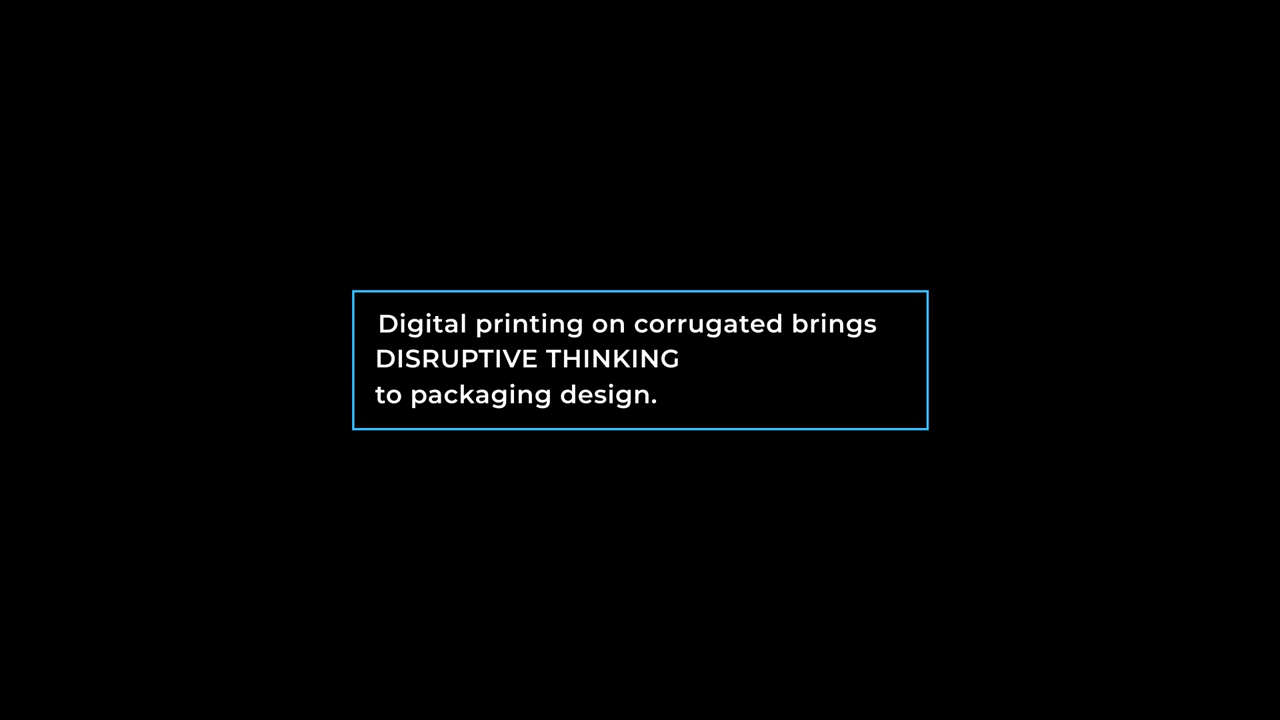 Digital printing on corrugated brings
DISRUPTIVE THINKING
to packaging design.